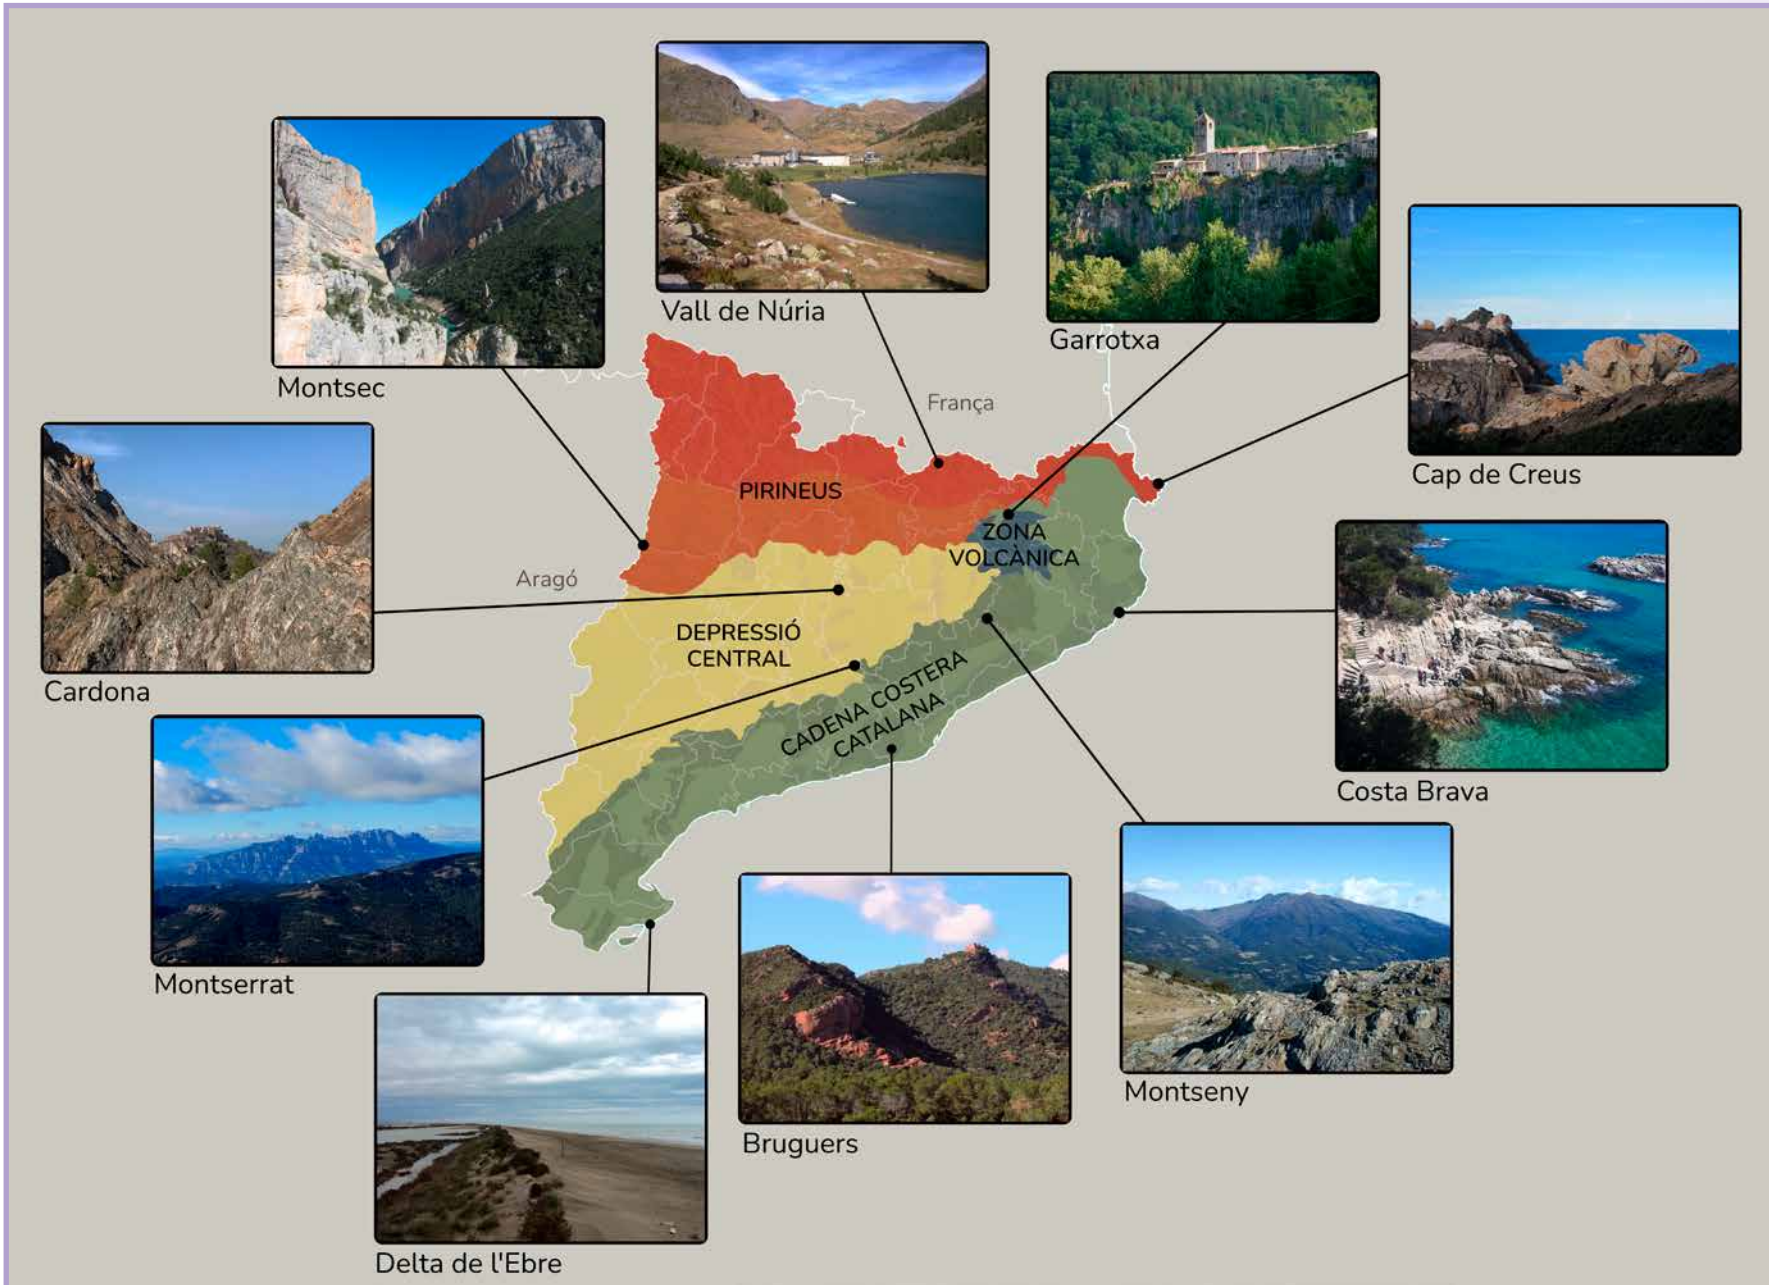 Vall de Núria
Garrotxa
Montsec
França
Cap de Creus
PIRINEUS
ZONA
VOLCÀNICA
Aragó
DEPRESSIÓ
CENTRAL
Cardona
CADENA COSTERA
CATALANA
Costa Brava
Montserrat
Montseny
Bruguers
Delta de l'Ebre